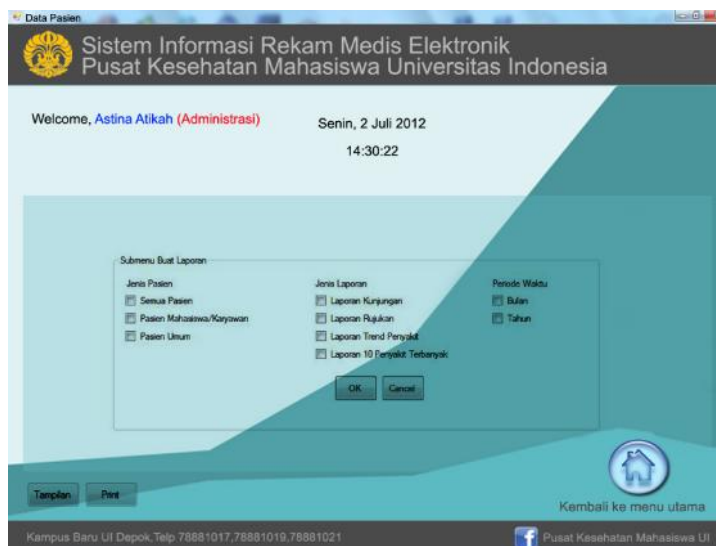 Data Pasien
Sistem Informasi Rekam Medis Elektronik
Pusat Kesehatan Mahasiswa Universitas Indonesia
Welcome, Astina Atikah (Administrasi)
Senin, 2 Juli 2012
14:30:22
Submenu Buat Laporan
Jenis Pasien
Semua Pasien
Pasien Mahasiswa/Karyawan
Pasien Umum
Jenis Laporan
Laporan Kunjungan
Laporan Rujukan
Laporan Trend Penyakit
Laporan 10 Penyakit Terbanyak
Periode Waktu
Bulan
Tahun
OK Cancel
Tampilan Print
Kembali ke menu utama
Kampus Baru UI Depok,Telp 78881017,78881019,78881021
Pusat Kesehatan Mahasiswa UI